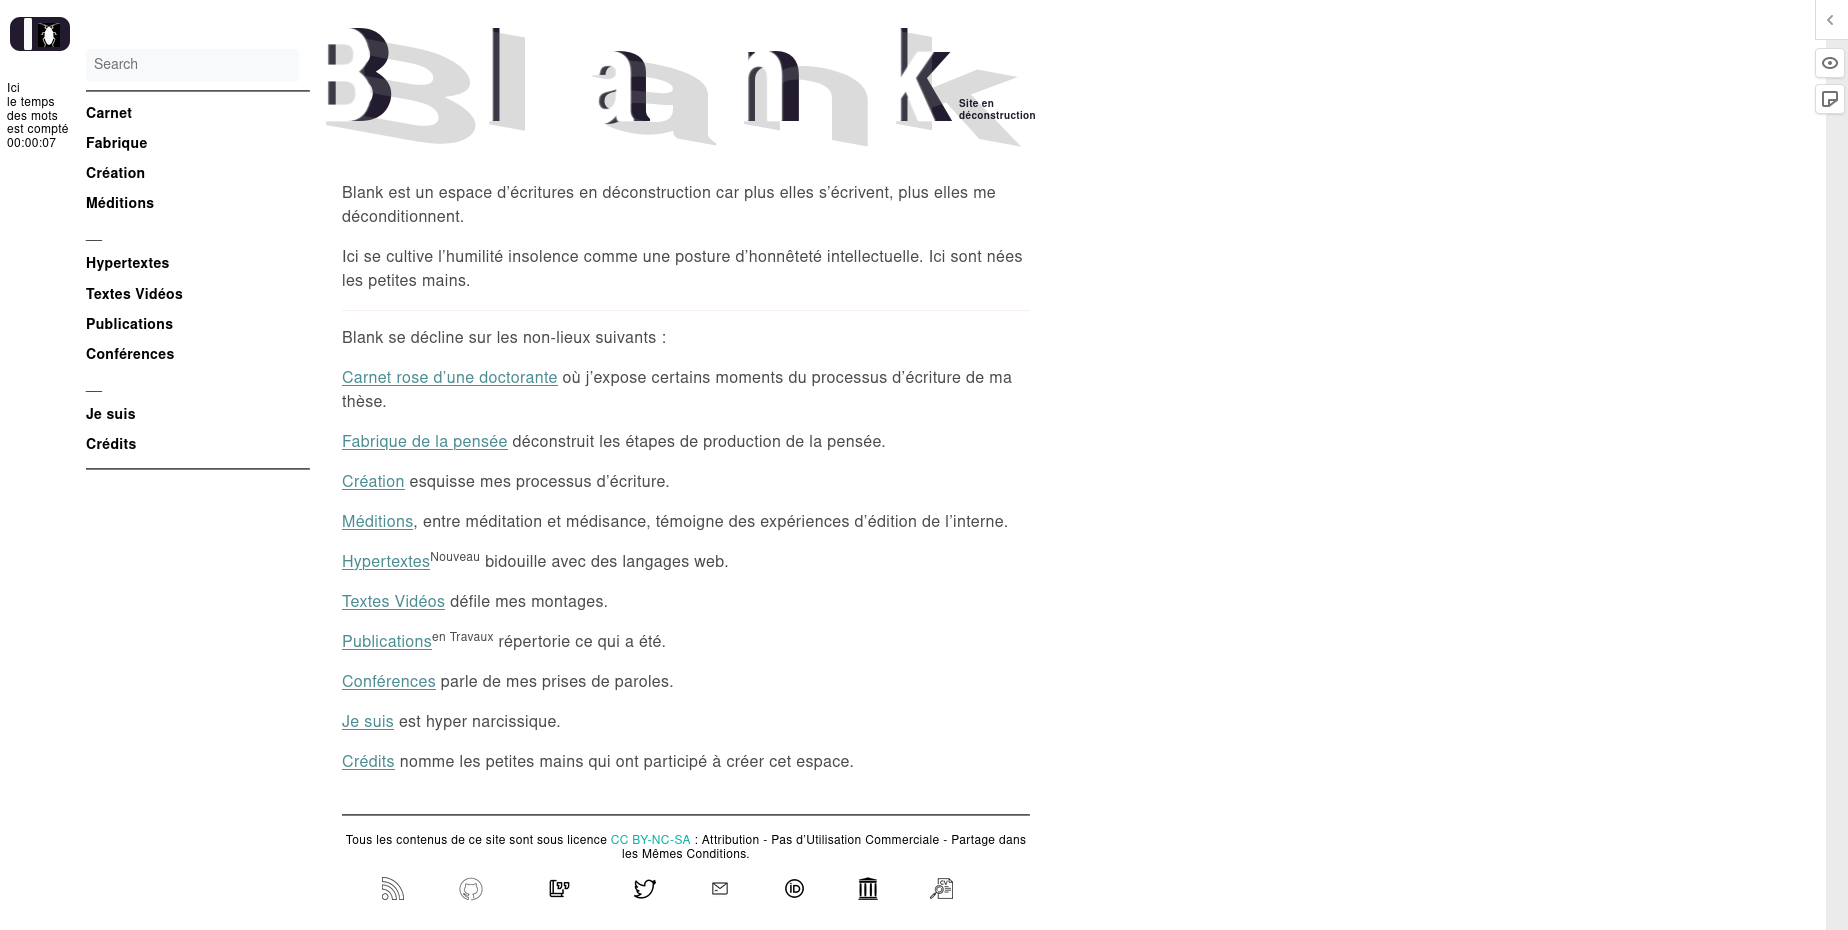 Ici
le temps
des mots
est compté
00:00:07
Search
Carnet
Fabrique
Création
Méditions
__
Hypertextes
Textes Vidéos
Publications
Conférences
__
Je suis
Crédits
Blank
Site en
déconstruction
Blank est un espace d’écritures en déconstruction car plus elles s’écrivent, plus elles me
déconditionnent.
Ici se cultive l’humilité insolence comme une posture d’honnêteté intellectuelle. Ici sont nées
les petites mains.
Blank se décline sur les non-lieux suivants :
Carnet rose d’une doctorante où j’expose certains moments du processus d’écriture de ma
thèse.
Fabrique de la pensée déconstruit les étapes de production de la pensée.
Création esquisse mes processus d’écriture.
Méditions, entre méditation et médisance, témoigne des expériences d’édition de l’interne.
Hypertextes Nouveau bidouille avec des langages web.
Textes Vidéos défile mes montages.
Publications en Travaux répertorie ce qui a été.
Conférences parle de mes prises de paroles.
Je suis est hyper narcissique.
Crédits nomme les petites mains qui ont participé à créer cet espace.
Tous les contenus de ce site sont sous licence CC BY-NC-SA : Attribution - Pas d’Utilisation Commerciale - Partage dans
les Mêmes Conditions.
iD
CV